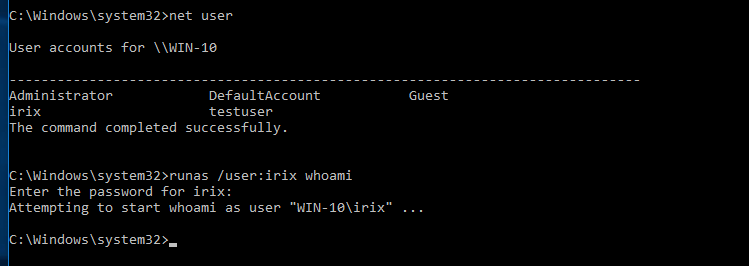 C:\Windows\system32>net user
User accounts for \\WIN-10
-------------------------------------------------------------------------------
Administrator            DefaultAccount           Guest
irix                     testuser
The command completed successfully.
C:\Windows\system32>runas /user:irix whoami
Enter the password for irix:
Attempting to start whoami as user "WIN-10\irix" ...
C:\Windows\system32>